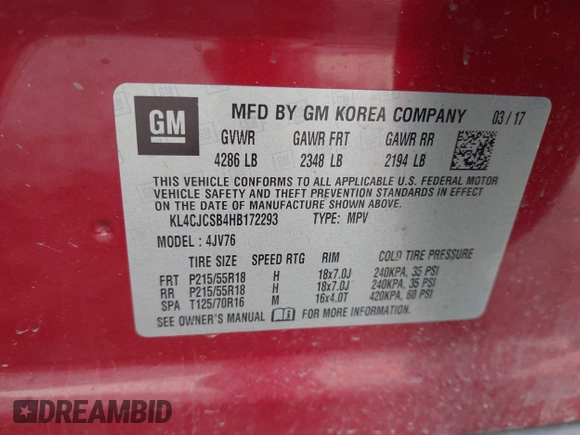 GM
MFD BY GM KOREA COMPANY 03/17
GVWR GAWR FRT GAWR RR
4286 LB 2348 LB 2194 LB
THIS VEHICLE CONFORMS TO ALL APPLICABLE U.S. FEDERAL MOTOR
VEHICLE SAFETY AND THEFT PREVENTION STANDARDS IN EFFECT
ON THE DATE OF MANUFACTURE SHOWN ABOVE.
KL4CJCSB4HB172293 TYPE: MPV
MODEL : 4JV76
TIRE SIZE SPEED RTG RIM COLD TIRE PRESSURE
FRT P215/55R18 H 18x7.0J 240KPA, 35 PSI
RR P215/55R18 H 18x7.0J 240KPA, 35 PSI
SPA T125/70R16 M 16x4.0T 420KPA, 60 PSI
SEE OWNER'S MANUAL FOR MORE INFORMATION.
DREAMBID